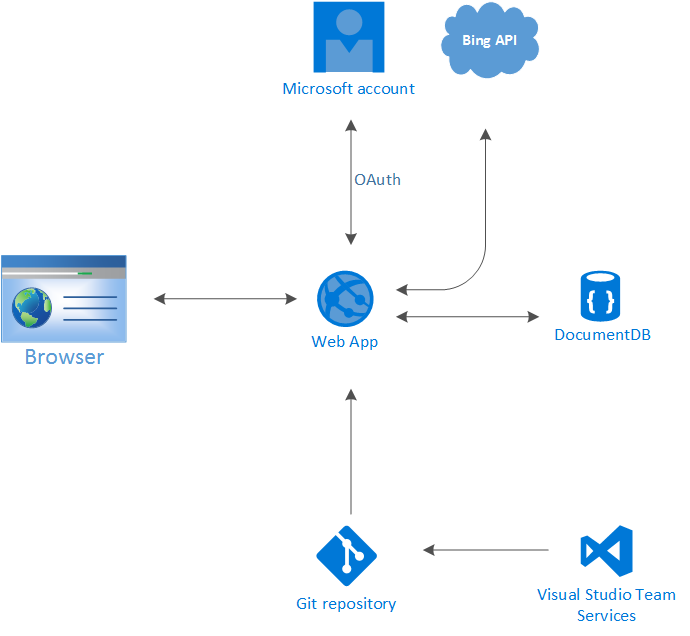 Bing API
Microsoft account
OAuth
Browser
Web App
DocumentDB
Git repository
Visual Studio Team
Services